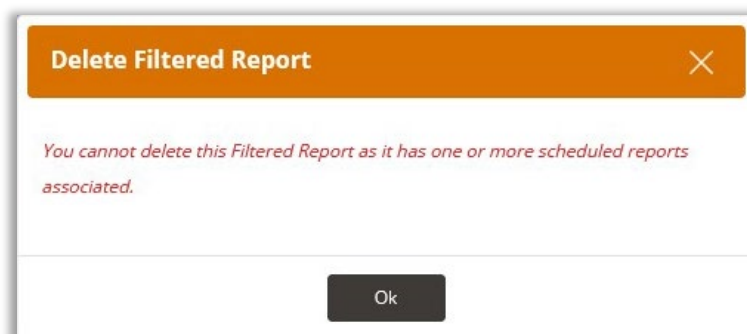 Delete Filtered Report
You cannot delete this Filtered Report as it has one or more scheduled reports
associated.
Ok